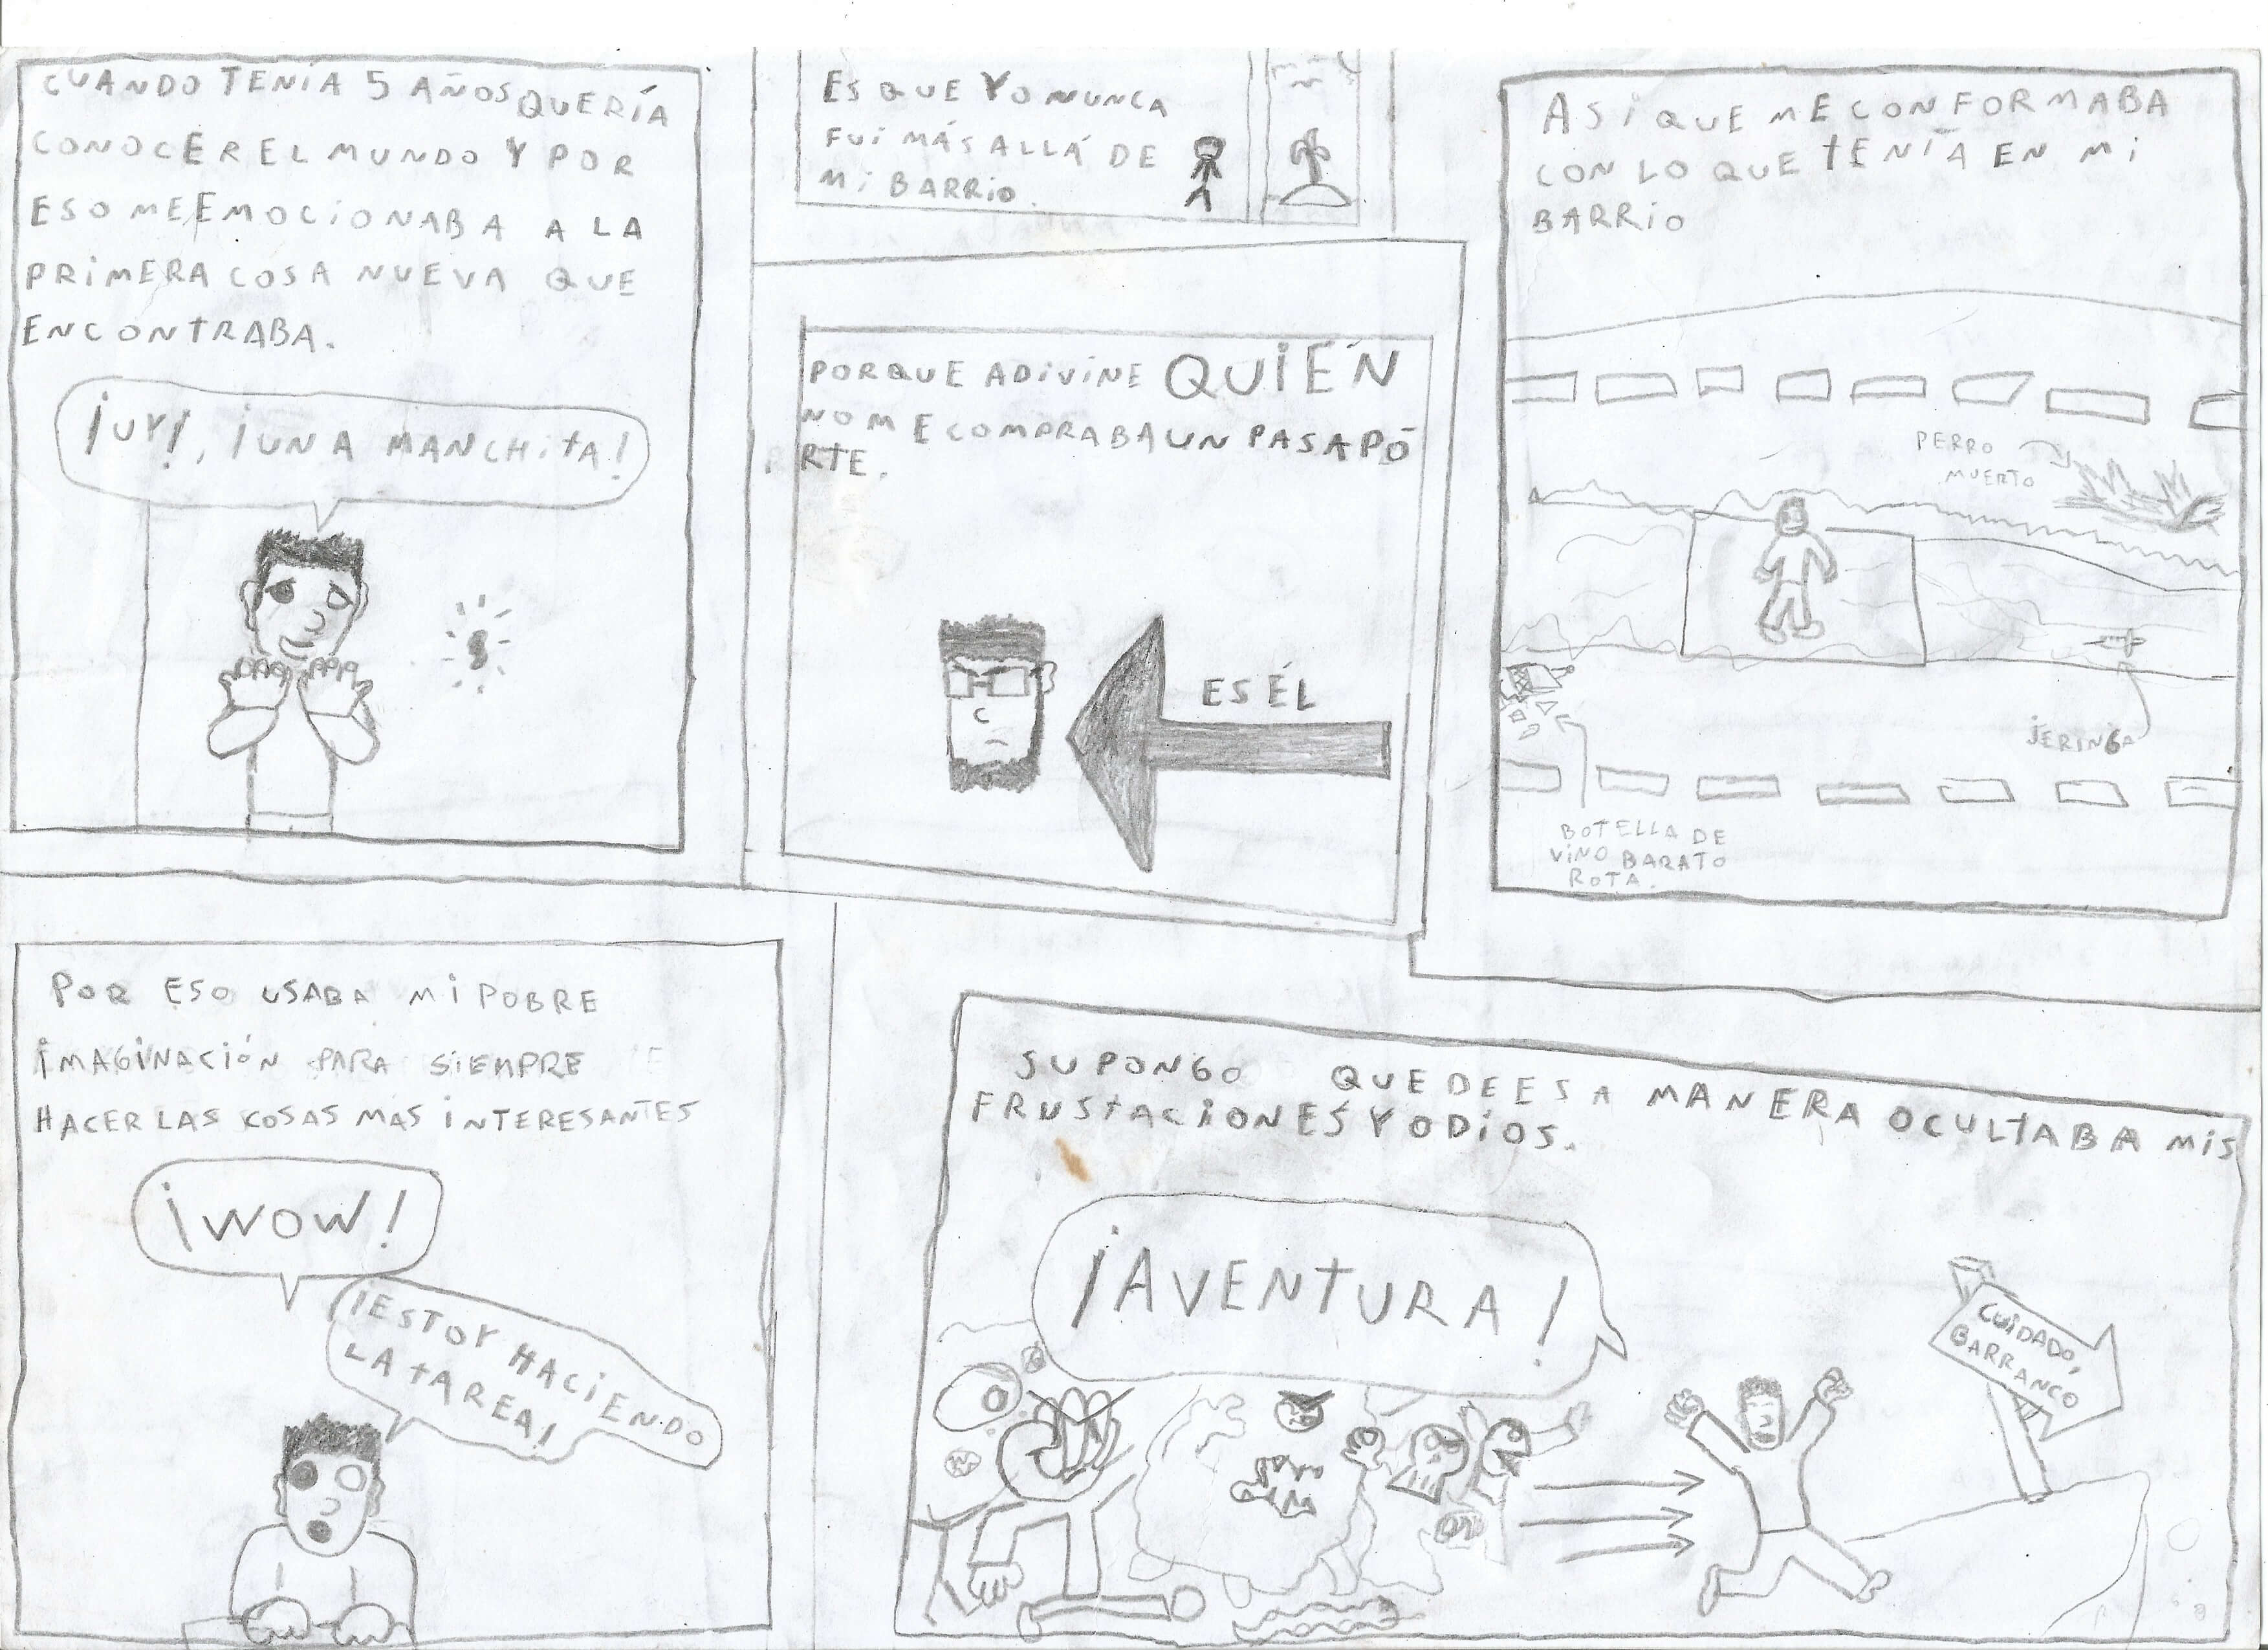 CUANDO TENÍA 5 AÑOS QUERÍA
CONOCER EL MUNDO Y POR
ESO ME EMOCIONABA A LA
PRIMERA COSA NUEVA QUE
ENCONTRABA.
¡UY!, ¡UNA MANCHITA!
ES QUE YO NUNCA
FUI MÁS ALLÁ DE
MI BARRIO.
PORQUE ADIVINE QUIÉN
NO ME COMPRABA UN PASAPÓ
RTE.
ES ÉL
ASI QUE ME CONFORMABA
CON LO QUE TENÍA EN MI
BARRIO
PERRO
MUERTO
JERINGA
BOTELLA DE
VINO BARATO
ROTA.
POR ESO USABA MI POBRE
IMAGINACIÓN PARA SIEMPRE
HACER LAS COSAS MAS INTERESANTES
¡WOW!
¡ESTOY HACIENDO
LA TAREA!
SUPONGO QUE DE ESA MANERA OCULTABA MIS
FRUSTACIONES Y ODIOS.
¡AVENTURA!
CUIDADO,
BARRANCO